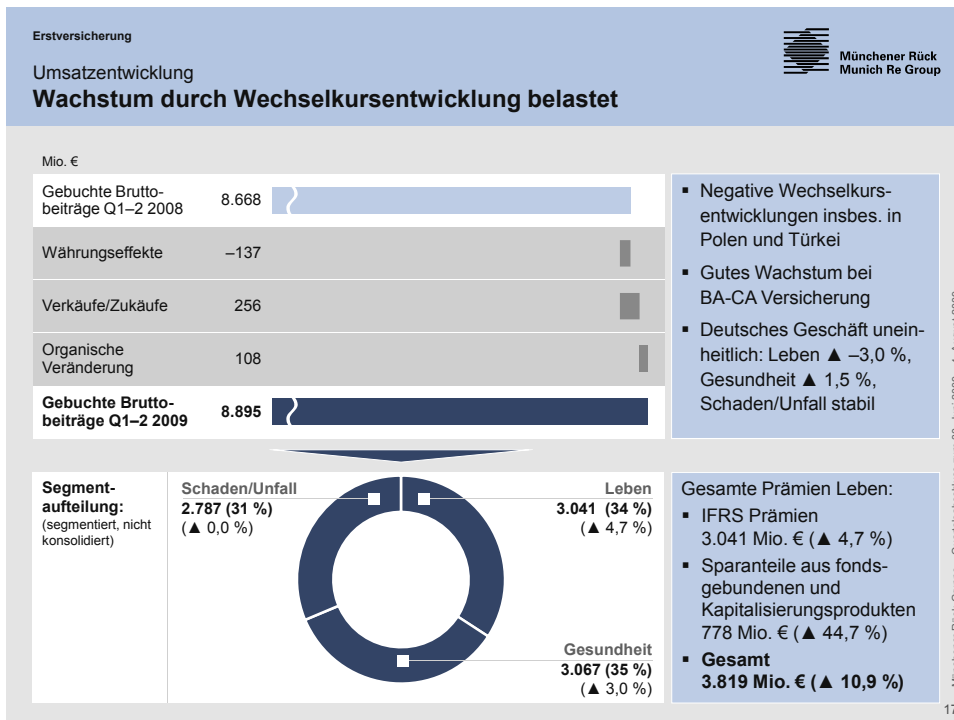 Erstversicherung
Münchener Rück
Munich Re Group
Umsatzentwicklung
Wachstum durch Wechselkursentwicklung belastet
Mio. €
Gebuchte Brutto-
beiträge Q1–2 2008
8.668
Währungseffekte
–137
Verkäufe/Zukäufe
256
Organische
Veränderung
108
Gebuchte Brutto-
beiträge Q1–2 2009
8.895
▪ Negative Wechselkurs-
entwicklungen insbes. in
Polen und Türkei
▪ Gutes Wachstum bei
BA-CA Versicherung
▪ Deutsches Geschäft unein-
heitlich: Leben ▲ –3,0 %,
Gesundheit ▲ 1,5 %,
Schaden/Unfall stabil
Segment-
aufteilung:
(segmentiert, nicht
konsolidiert)
Schaden/Unfall
2.787 (31 %)
(▲ 0,0 %)
Leben
3.041 (34 %)
(▲ 4,7 %)
Gesundheit
3.067 (35 %)
(▲ 3,0 %)
Gesamte Prämien Leben:
▪ IFRS Prämien
3.041 Mio. € (▲ 4,7 %)
▪ Sparanteile aus fonds-
gebundenen und
Kapitalisierungsprodukten
778 Mio. € (▲ 44,7 %)
▪ Gesamt
3.819 Mio. € (▲ 10,9 %)
17